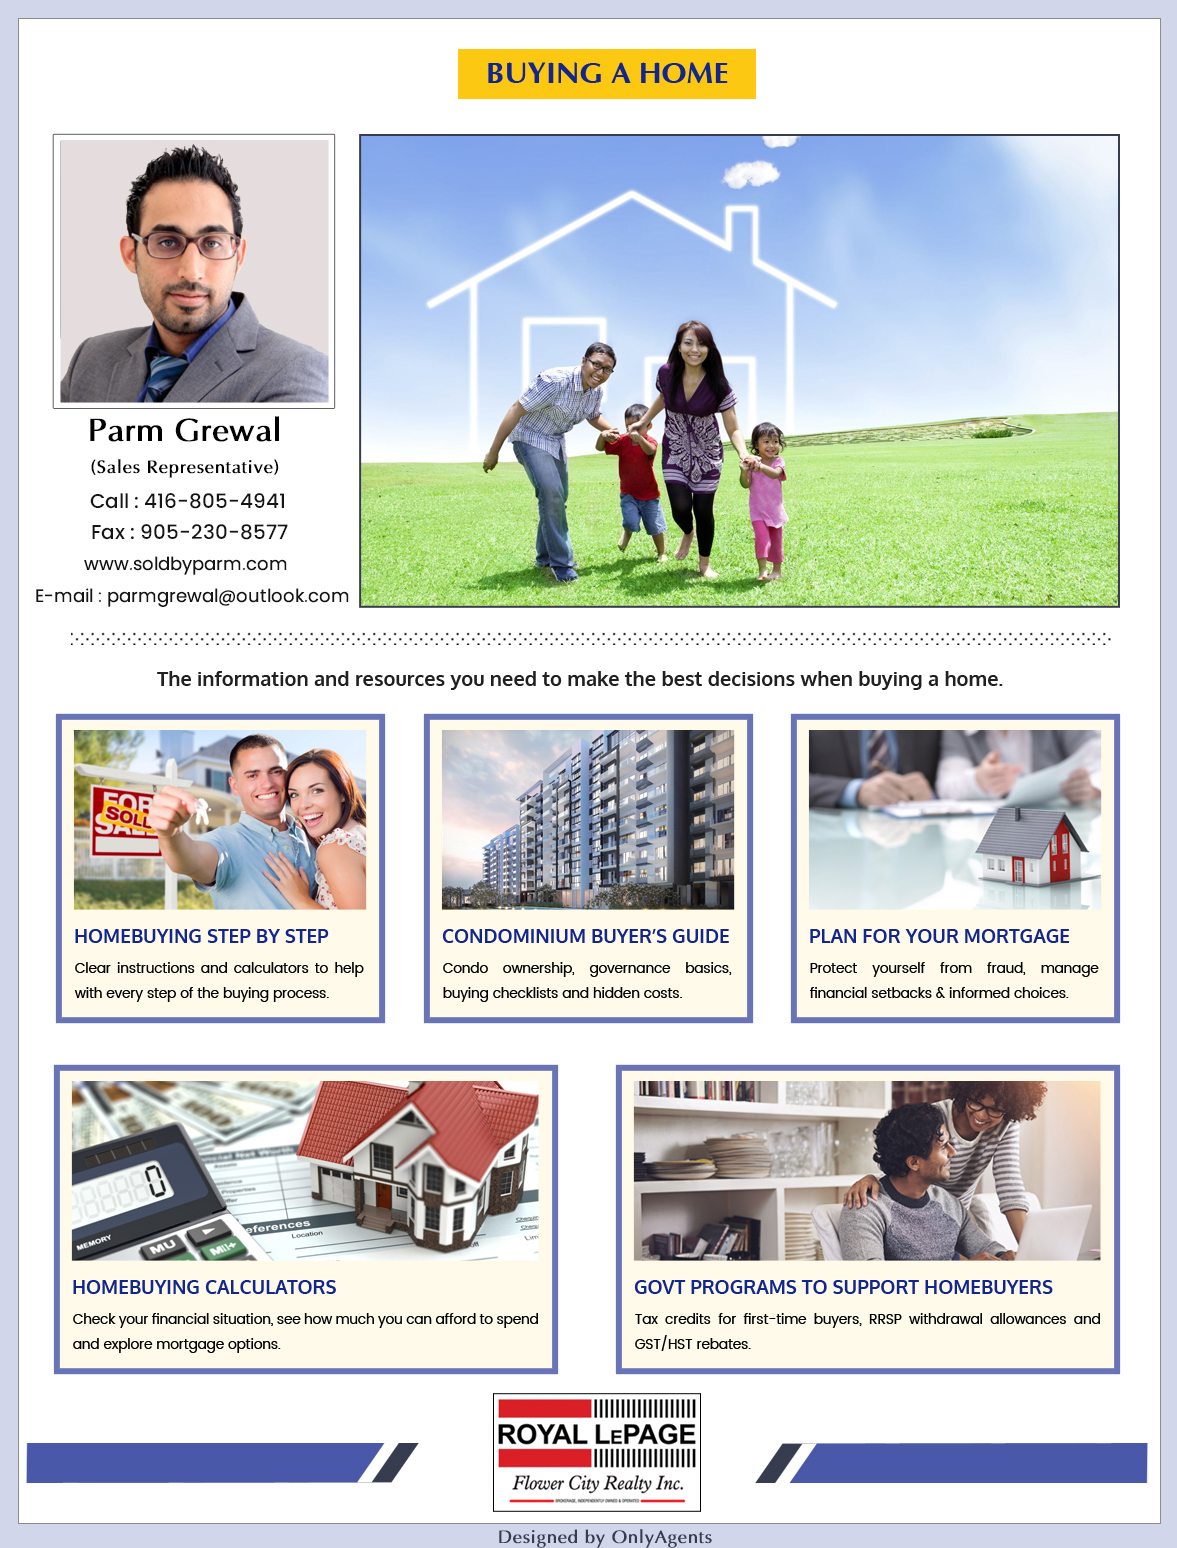 BUYING A HOME
Parm Grewal
(Sales Representative)
Call : 416-805-4941
Fax : 905-230-8577
www.soldbyparm.com
E-mail : parmgrewal@outlook.com
The information and resources you need to make the best decisions when buying a home.
FOR
SOLD
SALE
HOMEBUYING STEP BY STEP
Clear instructions and calculators to help
with every step of the buying process.
CONDOMINIUM BUYER'S GUIDE
Condo ownership, governance basics,
buying checklists and hidden costs.
PLAN FOR YOUR MORTGAGE
Protect yourself from fraud, manage
financial setbacks & informed choices.
0
MEMORY
MU
MII+
eferences
Location
HOMEBUYING CALCULATORS
Check your financial situation, see how much you can afford to spend
and explore mortgage options.
GOVT PROGRAMS TO SUPPORT HOMEBUYERS
Tax credits for first-time buyers, RRSP withdrawal allowances and
GST/HST rebates.
ROYAL LEPAGE
Flower City Realty Inc.
BROKERAGE, INDEPENDENTLY OWNED & OPERATED
Designed by OnlyAgents